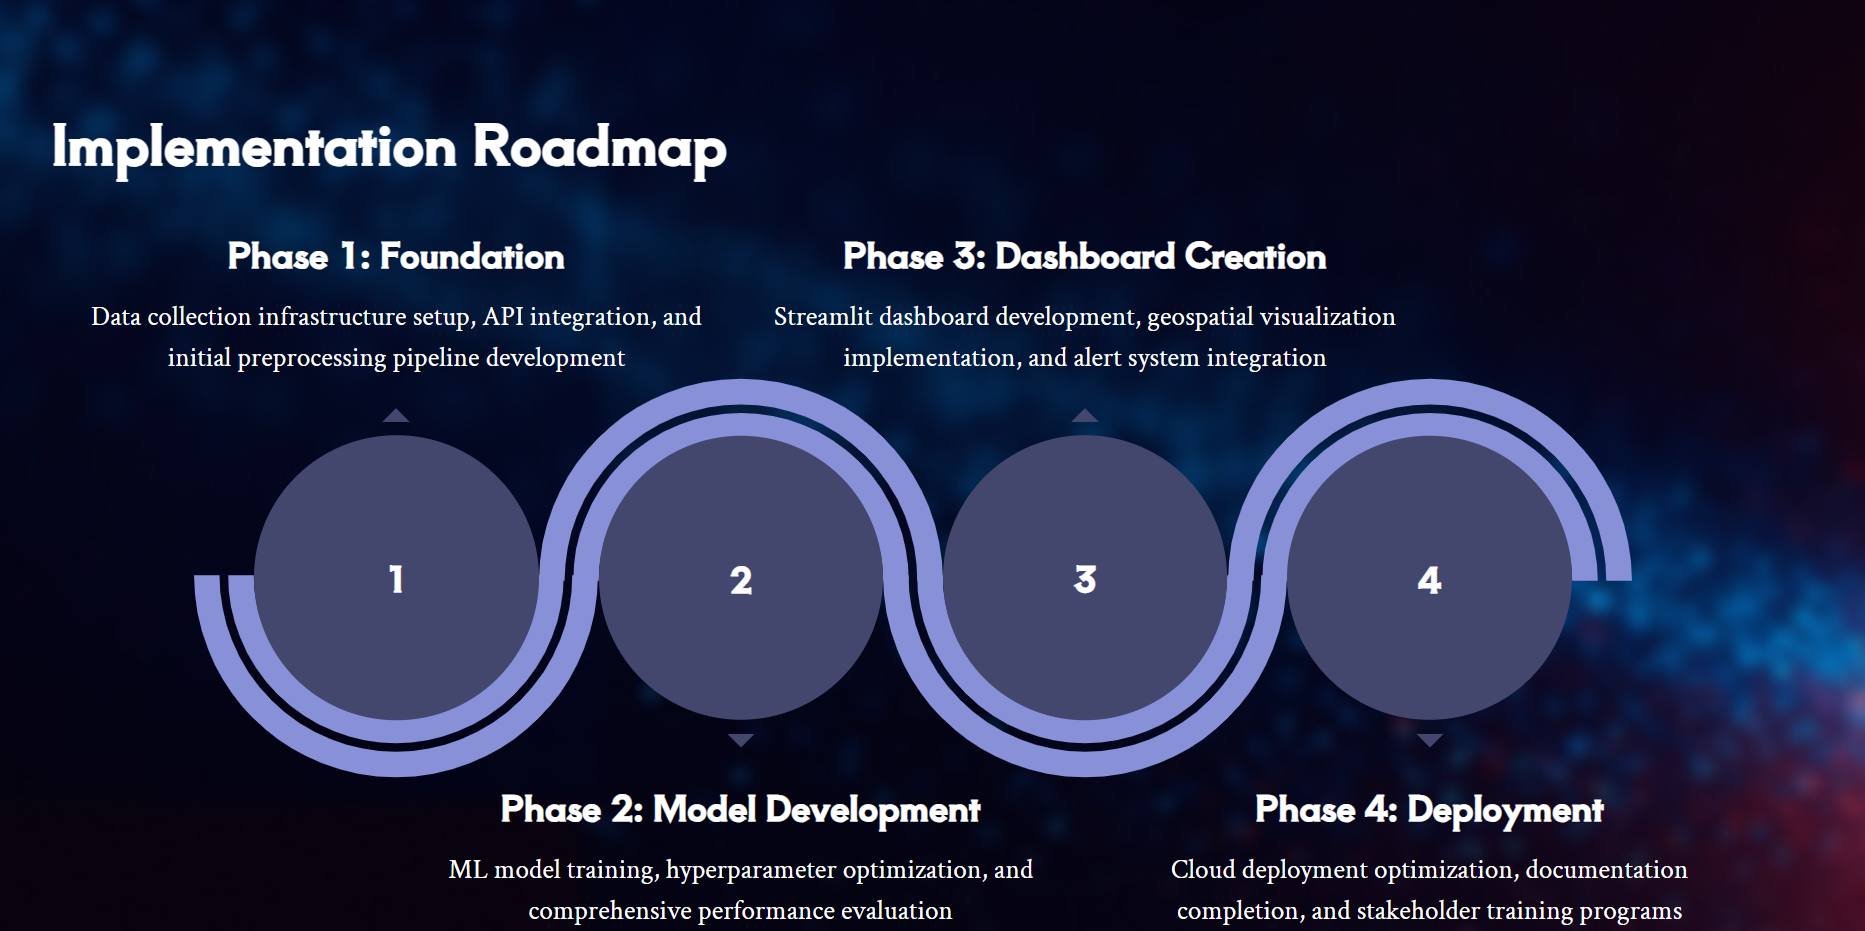 Implementation Roadmap
Phase 1: Foundation
Data collection infrastructure setup, API integration, and
initial preprocessing pipeline development
Phase 3: Dashboard Creation
Streamlit dashboard development, geospatial visualization
implementation, and alert system integration
1
2
3
4
Phase 2: Model Development
ML model training, hyperparameter optimization, and
comprehensive performance evaluation
Phase 4: Deployment
Cloud deployment optimization, documentation
completion, and stakeholder training programs